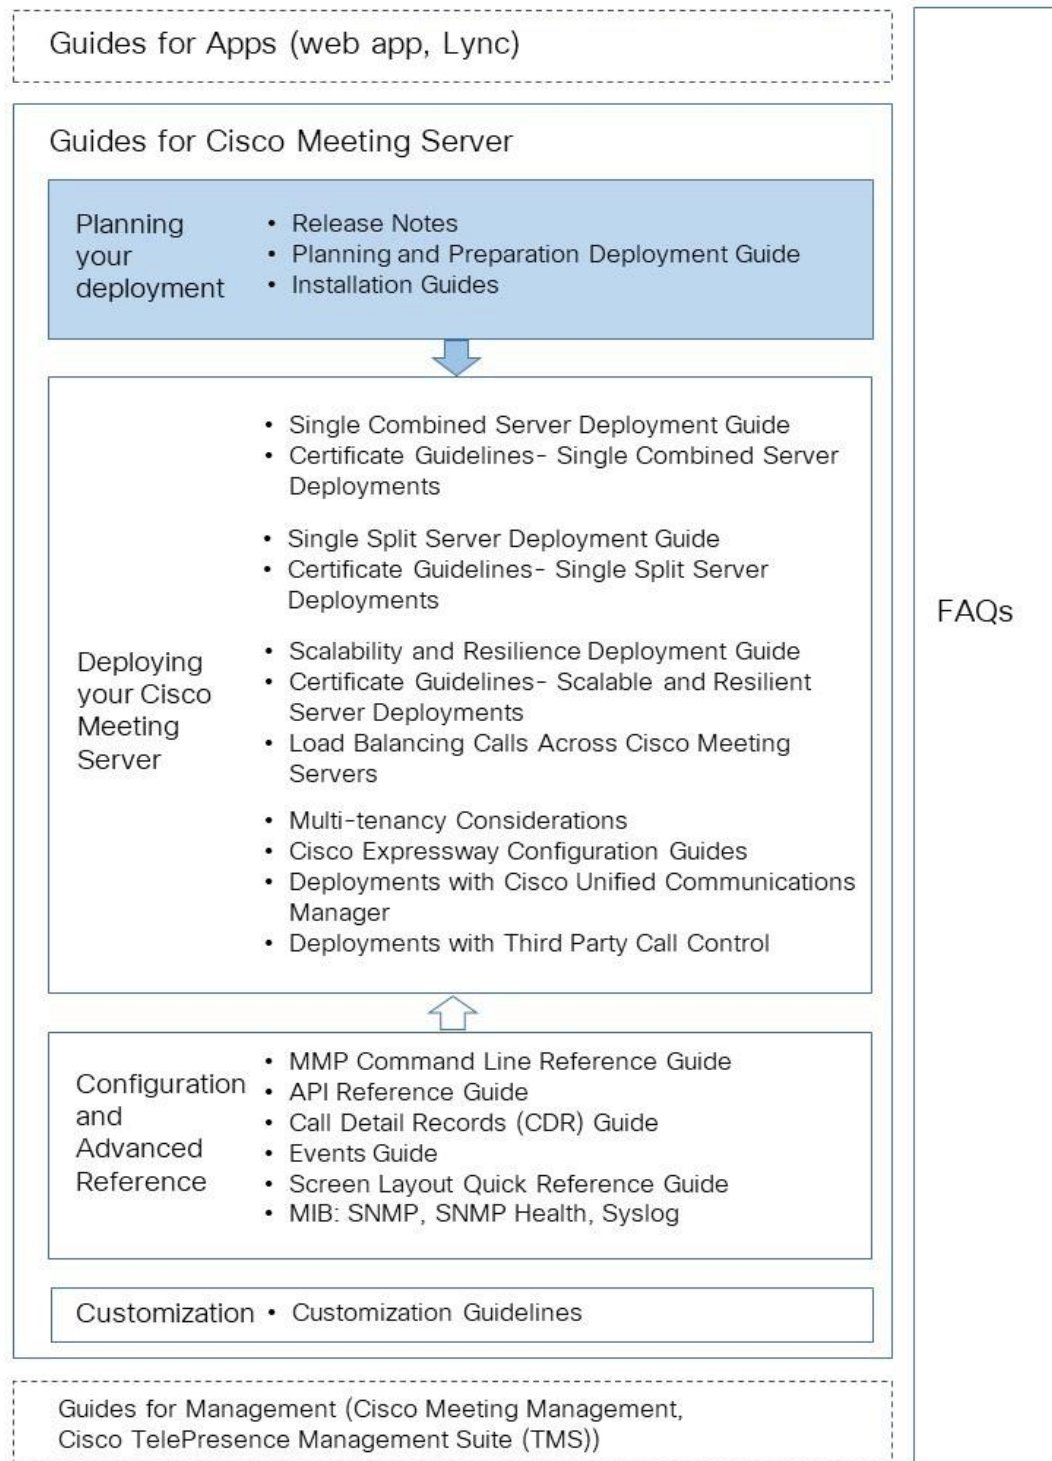 Guides for Apps (web app, Lync)
Guides for Cisco Meeting Server
Planning
your
deployment
• Release Notes
• Planning and Preparation Deployment Guide
• Installation Guides
Deploying
your Cisco
Meeting
Server
• Single Combined Server Deployment Guide
• Certificate Guidelines- Single Combined Server
Deployments
• Single Split Server Deployment Guide
• Certificate Guidelines- Single Split Server
Deployments
• Scalability and Resilience Deployment Guide
• Certificate Guidelines- Scalable and Resilient
Server Deployments
• Load Balancing Calls Across Cisco Meeting
Servers
• Multi-tenancy Considerations
• Cisco Expressway Configuration Guides
• Deployments with Cisco Unified Communications
Manager
• Deployments with Third Party Call Control
Configuration
and
Advanced
Reference
• MMP Command Line Reference Guide
• API Reference Guide
• Call Detail Records (CDR) Guide
• Events Guide
• Screen Layout Quick Reference Guide
• MIB: SNMP, SNMP Health, Syslog
Customization • Customization Guidelines
Guides for Management (Cisco Meeting Management,
Cisco TelePresence Management Suite (TMS))
FAQs